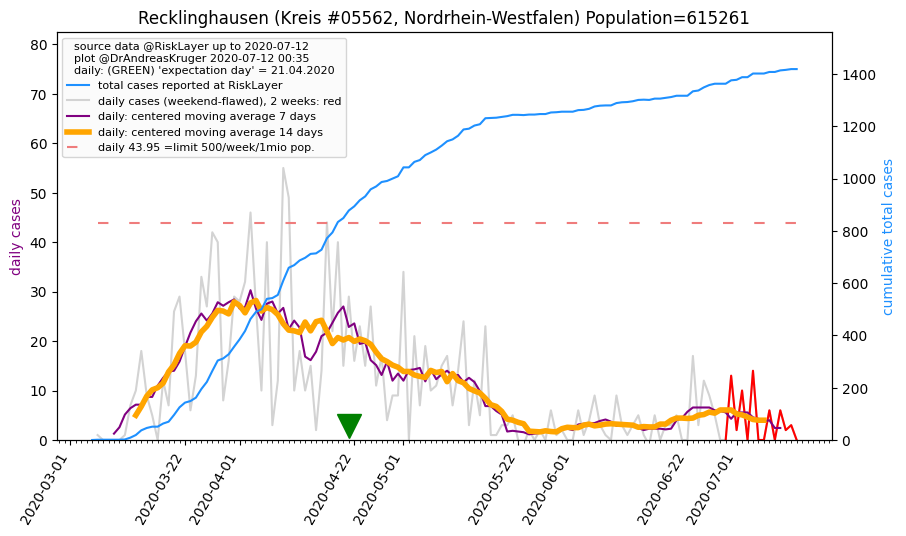 Recklinghausen (Kreis #05562, Nordrhein-Westfalen) Population=615261
source data @RiskLayer up to 2020-07-12
plot @DrAndreasKruger 2020-07-12 00:35
daily: (GREEN) 'expectation day' = 21.04.2020
total cases reported at RiskLayer
daily cases (weekend-flawed), 2 weeks: red
daily: centered moving average 7 days
daily: centered moving average 14 days
daily 43.95 =limit 500/week/1mio pop.
daily cases
80
70
60
50
40
30
20
10
0
1400
1200
1000
800
600
400
200
0
cumulative total cases
2020-03-01
2020-03-22
2020-04-01
2020-04-22
2020-05-01
2020-05-22
2020-06-01
2020-06-22
2020-07-01